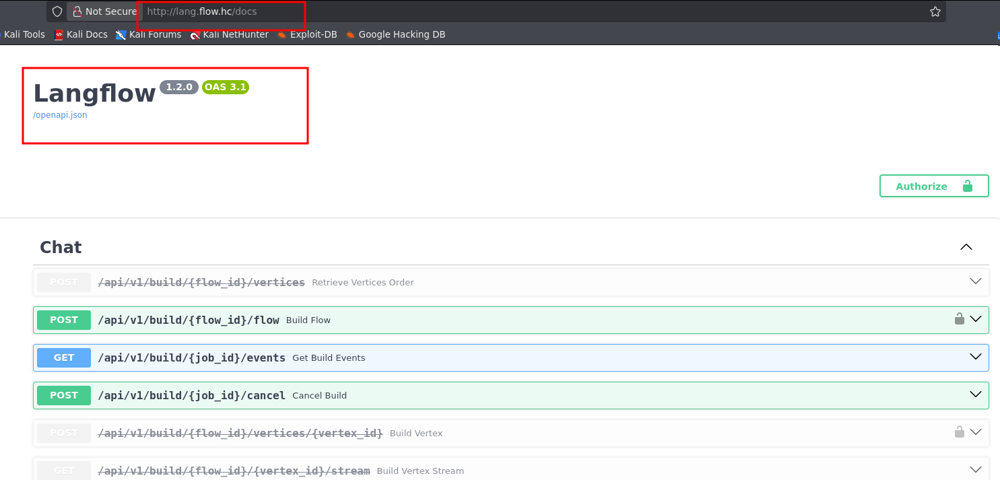 Not Secure http://lang.flow.hc/docs
Kali Tools Kali Docs Kali Forums Kali NetHunter Exploit-DB Google Hacking DB
Langflow 1.2.0 OAS 3.1
/openapi.json
Authorize
Chat
POST /api/v1/build/{flow_id}/vertices Retrieve Vertices Order
POST /api/v1/build/{flow_id}/flow Build Flow
GET /api/v1/build/{job_id}/events Get Build Events
POST /api/v1/build/{job_id}/cancel Cancel Build
POST /api/v1/build/{flow_id}/vertices/{vertex_id} Build Vertex
GET /api/v1/build/{flow_id}/{vertex_id}/stream Build Vertex Stream